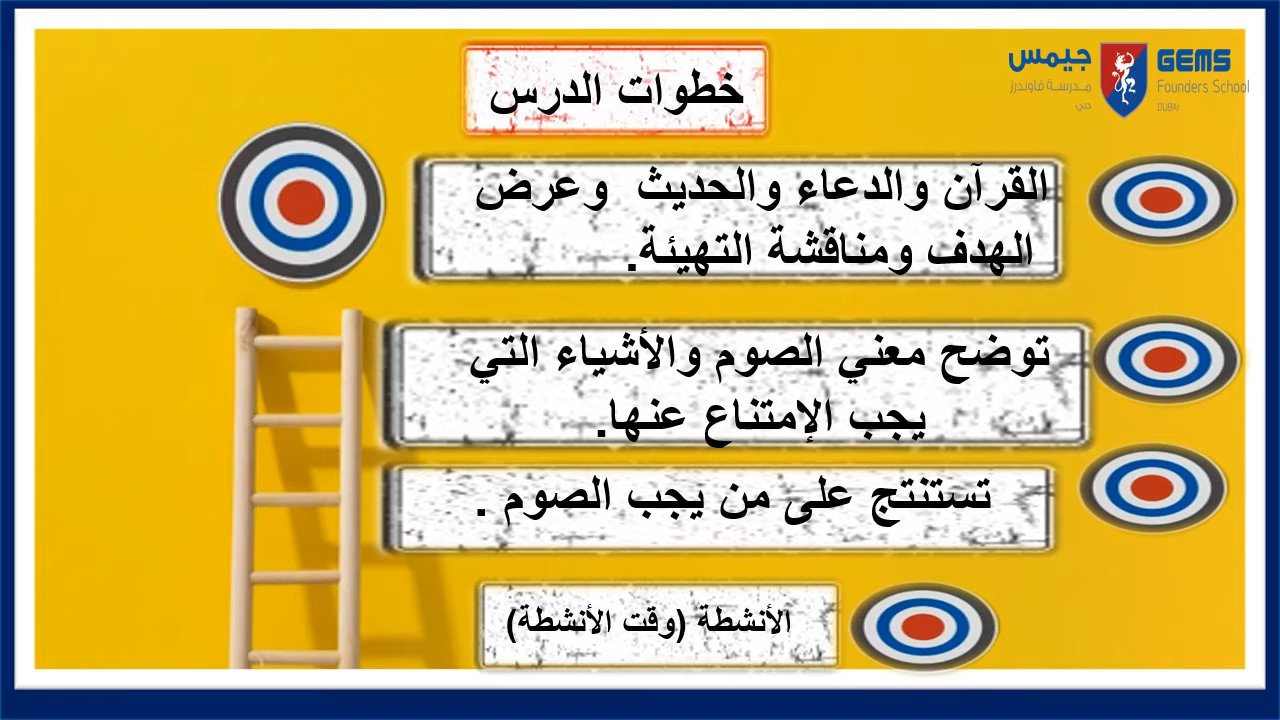 خطوات الدرس
جيمس
مدرسة فاوندرز
دبي
GEMS
Founders School
DUBAI
القرآن والدعاء والحديث وعرض
الهدف ومناقشة التهيئة.
توضح معني الصوم والأشياء التي
يجب الإمتناع عنها.
تستنتج على من يجب الصوم .
الأنشطة (وقت الأنشطة)